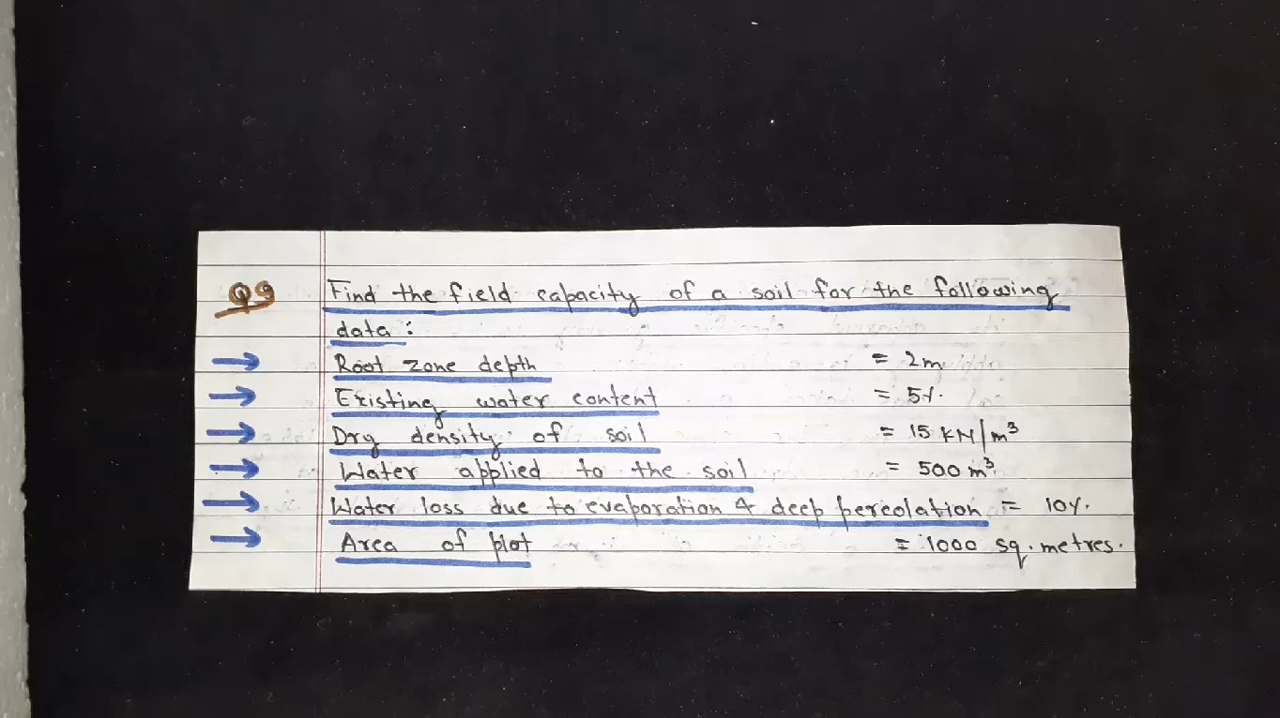 Q9 Find the field capacity of a soil for the following
data:
→ Root zone depth = 2m
→ Existing water content = 5%.
→ Dry density of soil = 15 KN/m³
→ Water applied to the soil = 500 m³
→ Water loss due to evaporation & deep percolation = 10%.
→ Area of plot = 1000 sq. metres.